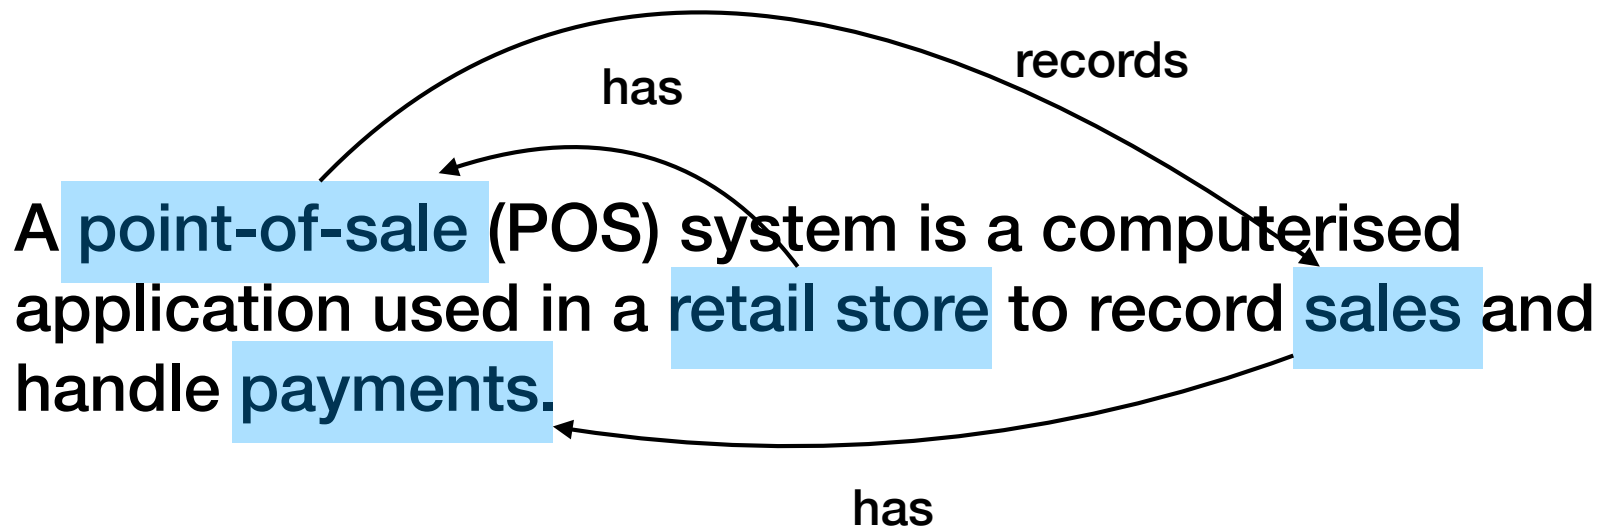 records
has
A point-of-sale (POS) system is a computerised
application used in a retail store to record sales and
handle payments.
has